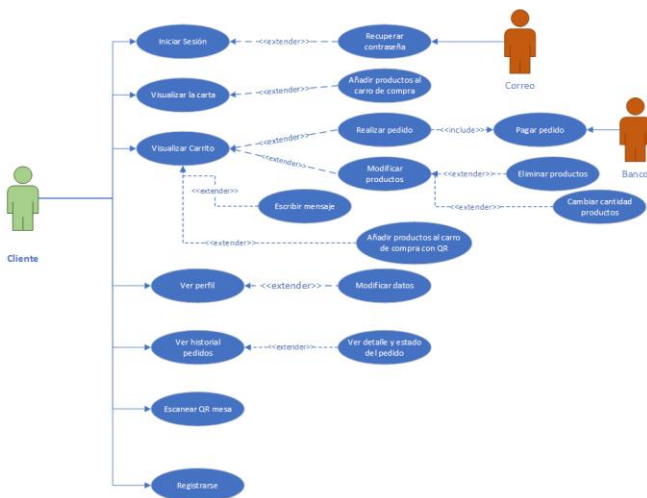 Iniciar Sesión
<<extender>>
Recuperar
contraseña
Correo
Visualizar la carta
<<extender>>
Añadir productos al
carro de compra
Visualizar Carrito
<<extender>>
Realizar pedido
<<include>>
Pagar pedido
Banco
<<extender>>
Modificar
productos
<<extender>>
Eliminar productos
<<extender>>
Cambiar cantidad
productos
<<extender>>
Escribir mensaje
<<extender>>
Añadir productos al carro
de compra con QR
Cliente
Ver perfil
<<extender>>
Modificar datos
Ver historial
pedidos
<<extender>>
Ver detalle y estado
del pedido
Escanear QR mesa
Registrarse